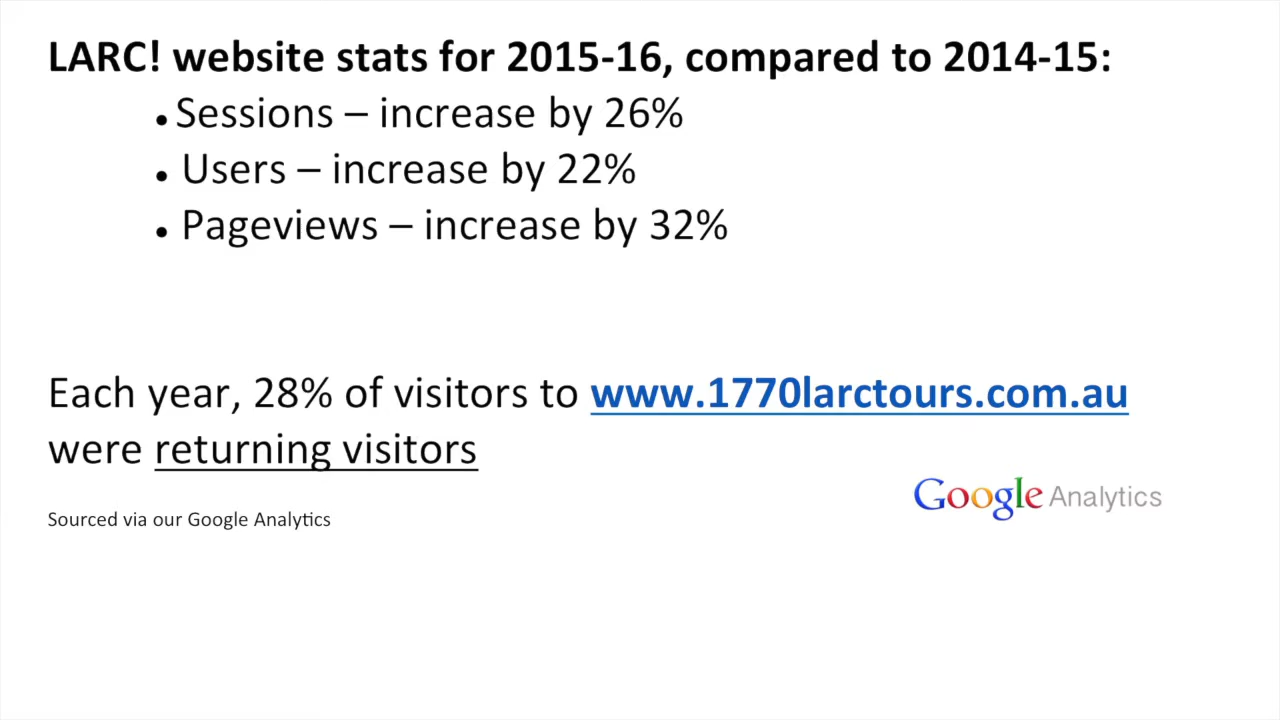 LARC! website stats for 2015-16, compared to 2014-15:
• Sessions – increase by 26%
• Users – increase by 22%
• Pageviews – increase by 32%
Each year, 28% of visitors to www.1770larctours.com.au
were returning visitors
Google Analytics
Sourced via our Google Analytics